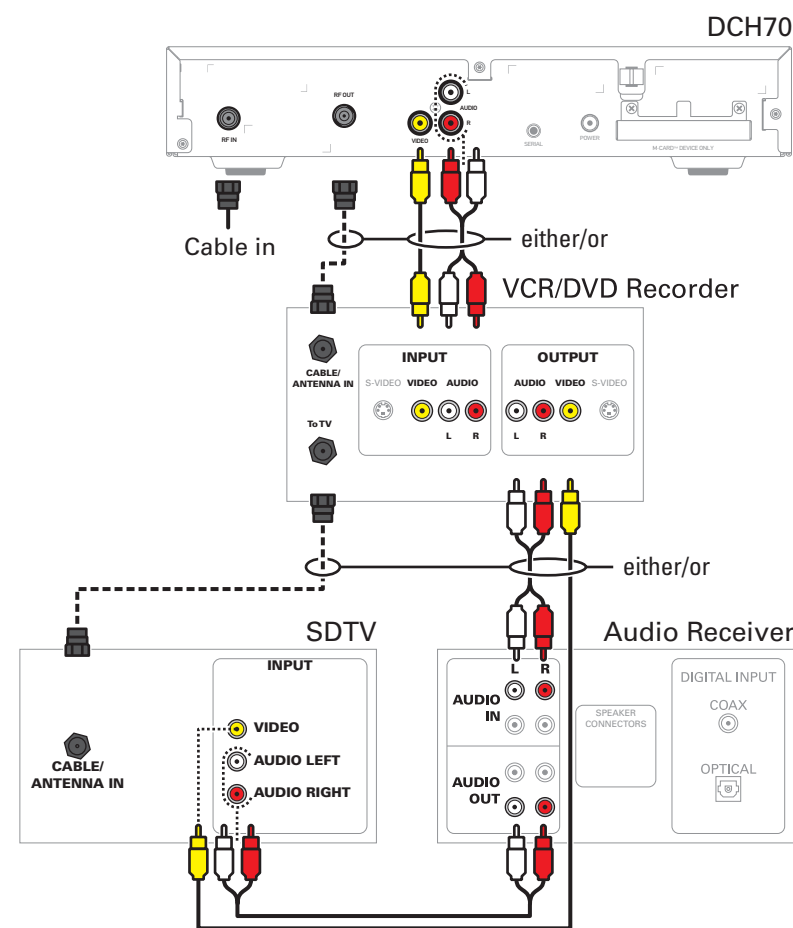 DCH70
RF IN
RF OUT
VIDEO
L
AUDIO
R
SERIAL
POWER
M-CARD™ DEVICE ONLY
Cable in
either/or
VCR/DVD Recorder
CABLE/
ANTENNA IN
To TV
INPUT
S-VIDEO VIDEO AUDIO
L R
OUTPUT
AUDIO VIDEO S-VIDEO
L R
either/or
SDTV
CABLE/
ANTENNA IN
INPUT
VIDEO
AUDIO LEFT
AUDIO RIGHT
Audio Receiver
L R
AUDIO
IN
AUDIO
OUT
SPEAKER
CONNECTORS
DIGITAL INPUT
COAX
OPTICAL